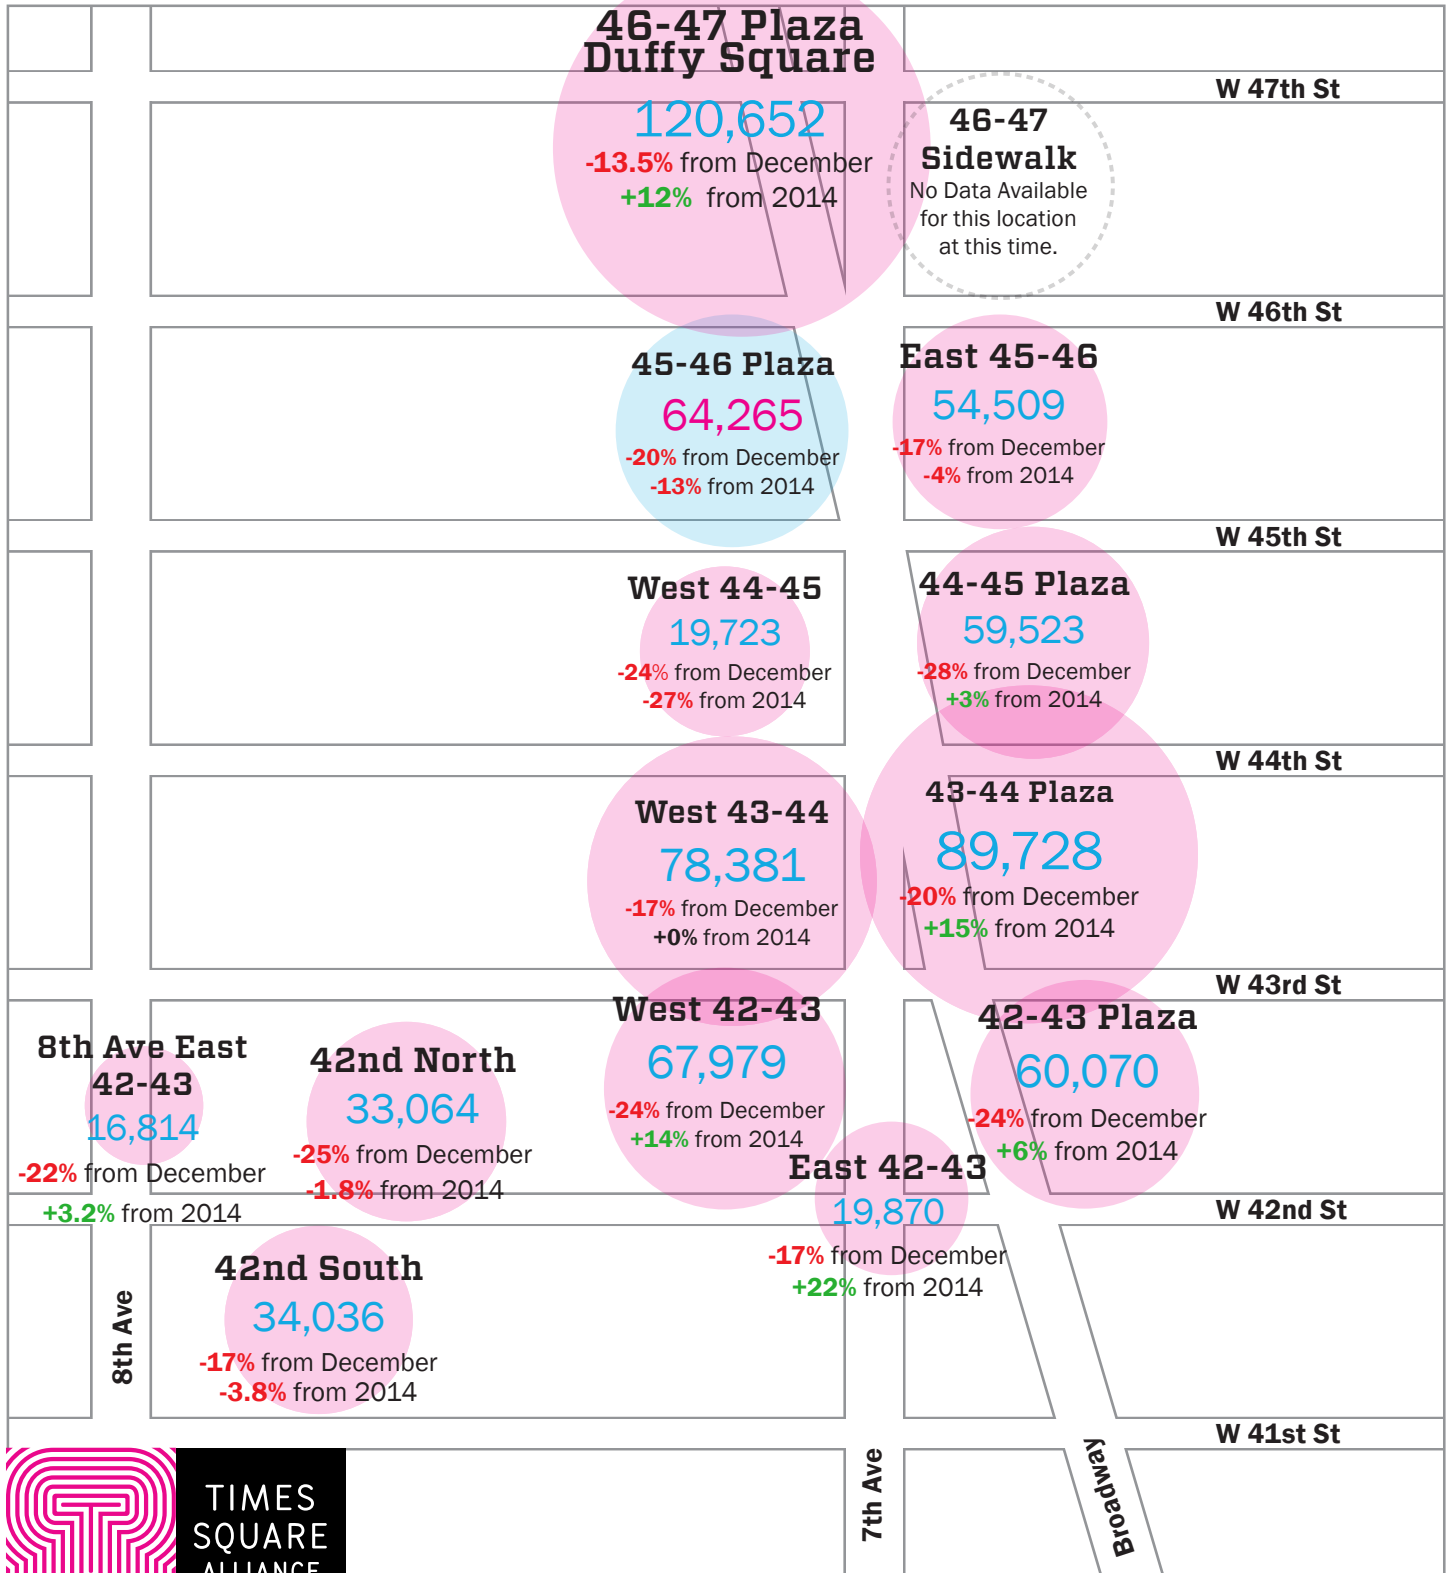 46-47 Plaza
Duffy Square
120,652
-13.5% from December
+12% from 2014
W 47th St
46-47
Sidewalk
No Data Available
for this location
at this time.
W 46th St
45-46 Plaza
64,265
-20% from December
-13% from 2014
East 45-46
54,509
-17% from December
-4% from 2014
W 45th St
West 44-45
19,723
-24% from December
-27% from 2014
44-45 Plaza
59,523
-28% from December
+3% from 2014
W 44th St
West 43-44
78,381
-17% from December
+0% from 2014
43-44 Plaza
89,728
-20% from December
+15% from 2014
W 43rd St
8th Ave East
42-43
16,814
-22% from December
+3.2% from 2014
42nd North
33,064
-25% from December
-1.8% from 2014
West 42-43
67,979
-24% from December
+14% from 2014
42-43 Plaza
60,070
-24% from December
+6% from 2014
East 42-43
19,870
-17% from December
+22% from 2014
W 42nd St
42nd South
34,036
-17% from December
-3.8% from 2014
8th Ave
W 41st St
7th Ave
Broadway
TIMES
SQUARE
ALLIANCE